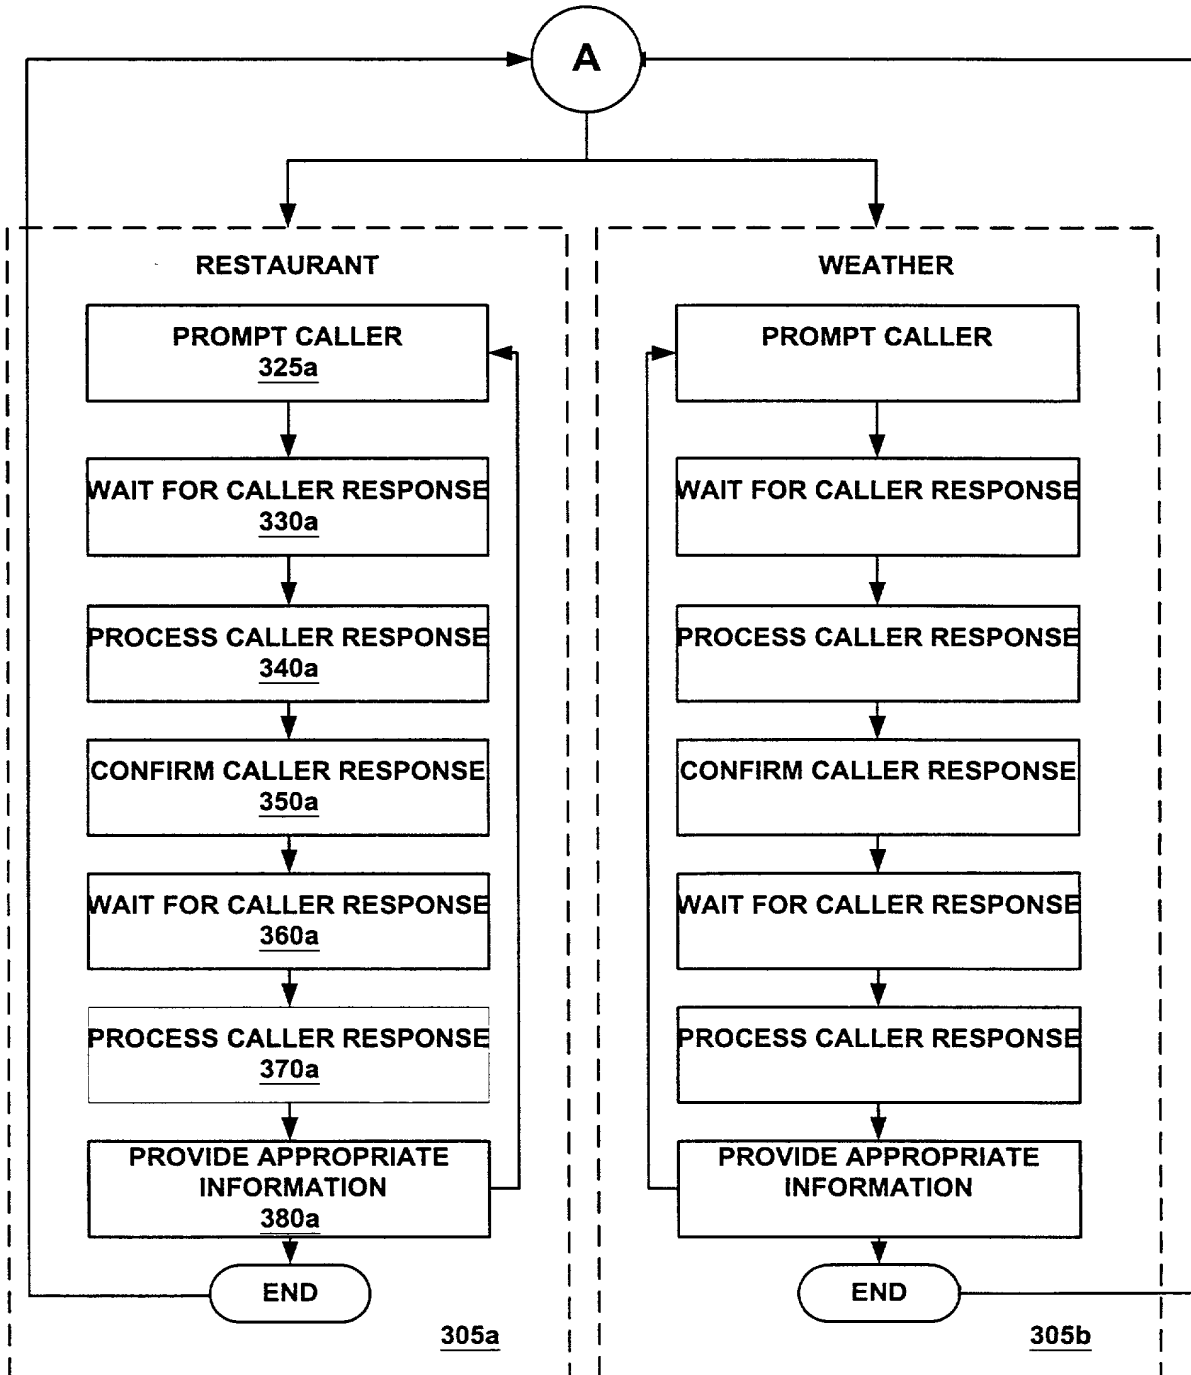 A
RESTAURANT
PROMPT CALLER
325a
WAIT FOR CALLER RESPONSE
330a
PROCESS CALLER RESPONSE
340a
CONFIRM CALLER RESPONSE
350a
WAIT FOR CALLER RESPONSE
360a
PROCESS CALLER RESPONSE
370a
PROVIDE APPROPRIATE
INFORMATION
380a
END
305a
WEATHER
PROMPT CALLER
WAIT FOR CALLER RESPONSE
PROCESS CALLER RESPONSE
CONFIRM CALLER RESPONSE
WAIT FOR CALLER RESPONSE
PROCESS CALLER RESPONSE
PROVIDE APPROPRIATE
INFORMATION
END
305b